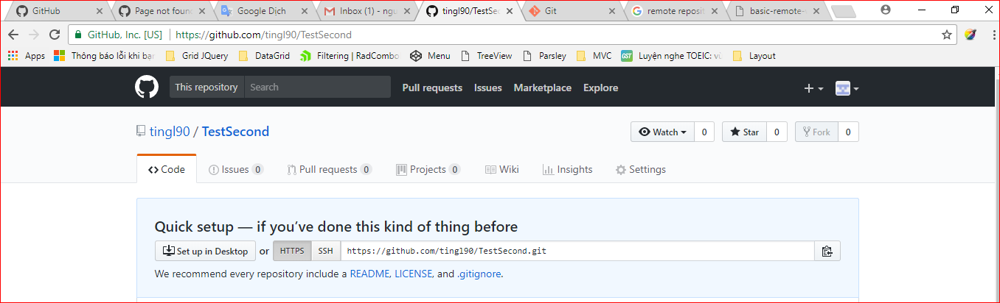 GitHub Page not foun Google Dịch Inbox (1) - ngu tingl90/TestSec Git remote reposit basic-remote-
GitHub, Inc. [US] https://github.com/tingl90/TestSecond
Apps Thông báo lỗi khi bạn Grid JQuery DataGrid Filtering | RadCombo Menu TreeView Parsley MVC GST Luyện nghe TOEIC: vù Layout
This repository Search Pull requests Issues Marketplace Explore
tingl90 / TestSecond Watch 0 Star 0 Fork 0
Code Issues 0 Pull requests 0 Projects 0 Wiki Insights Settings
Quick setup — if you’ve done this kind of thing before
Set up in Desktop or HTTPS SSH https://github.com/tingl90/TestSecond.git
We recommend every repository include a README, LICENSE, and .gitignore.